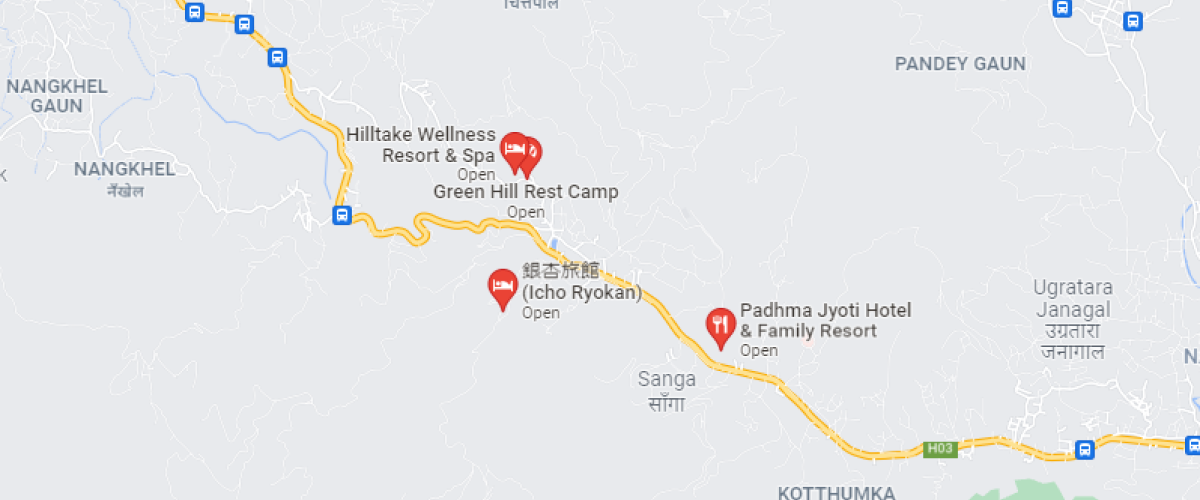 चित्तपोल
PANDEY GAUN
NANGKHEL
GAUN
Hilltake Wellness
Resort & Spa
Open
NANGKHEL
नँखेल
K
Green Hill Rest Camp
Open
銀杏旅館
(Icho Ryokan)
Open
Ugratara
Janagal
उग्रतारा
जनागाल
Padhma Jyoti Hotel
& Family Resort
Open
Sanga
साँगा
H03
KOTTHUMKA